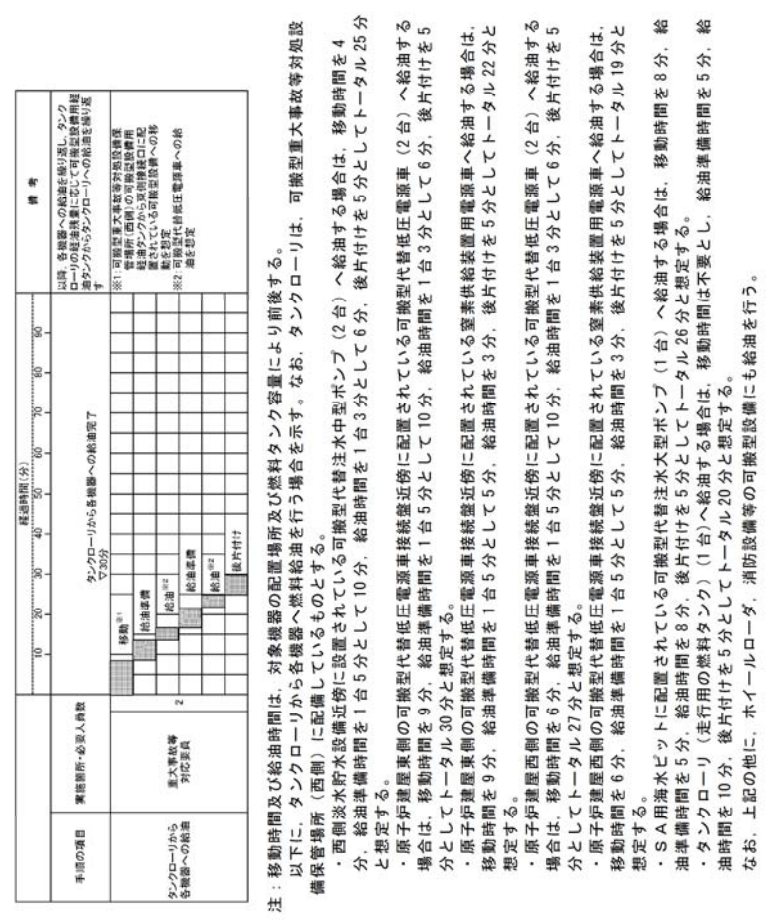 手順の項目
実施箇所・必要人員数
経過時間(分)
10 20 30 40 50 60 70 80 90
備考
タンクローリから各機器への給油完了
▽30分
タンクローリから
各機器への給油
重大事故等
対応要員
2
移動※1
給油準備
給油※2
給油準備
給油※2
後片付け
以降，各機器への給油を繰り返し，タンク
ローリの軽油残量に応じて可搬型設備用軽
油タンクからタンクローリへの給油を繰り返
す
※1：可搬型重大事故等対処設備保
管場所(西側)の可搬型設備用
軽油タンクから東側接続口に配
置されている可搬型設備への移
動を想定
※2：可搬型代替低圧電源車への給
油を想定
注：移動時間及び給油時間は，対象機器の配置場所及び燃料タンク容量により前後する。
以下に，タンクローリから各機器へ燃料給油を行う場合を示す。なお，タンクローリは，可搬型重大事故等対処設
備保管場所（西側）に配備しているものとする。
・西側淡水貯水設備近傍に設置されている可搬型代替注水中型ポンプ（2台）へ給油する場合は，移動時間を4
分，給油準備時間を1台5分として10分，給油時間を1台3分として6分，後片付けを5分としてトータル25分
と想定する。
・原子炉建屋東側の可搬型代替低圧電源車接続盤近傍に配置されている可搬型代替低圧電源車（2台）へ給油する
場合は，移動時間を9分，給油準備時間を1台5分として10分，給油時間を1台3分として6分，後片付けを5
分としてトータル30分と想定する。
・原子炉建屋東側の可搬型代替低圧電源車接続盤近傍に配置されている窒素供給装置用電源車へ給油する場合は，
移動時間を9分，給油準備時間を1台5分として5分，給油時間を3分，後片付けを5分としてトータル22分と
想定する。
・原子炉建屋西側の可搬型代替低圧電源車接続盤近傍に配置されている可搬型代替低圧電源車（2台）へ給油する
場合は，移動時間を6分，給油準備時間を1台5分として10分，給油時間を1台3分として6分，後片付けを5
分としてトータル27分と想定する。
・原子炉建屋西側の可搬型代替低圧電源車接続盤近傍に配置されている窒素供給装置用電源車へ給油する場合は，
移動時間を6分，給油準備時間を1台5分として5分，給油時間を3分，後片付けを5分としてトータル19分と
想定する。
・ＳＡ用海水ピットに配置されている可搬型代替注水大型ポンプ（1台）へ給油する場合は，移動時間を8分，給
油準備時間を5分，給油時間を8分，後片付けを5分としてトータル26分と想定する。
・タンクローリ（走行用の燃料タンク）（1台）へ給油する場合は，移動時間は不要とし，給油準備時間を5分，給
油時間を10分，後片付けを5分としてトータル20分と想定する。
なお，上記の他に，ホイールローダ，消防設備等の可搬型設備にも給油を行う。